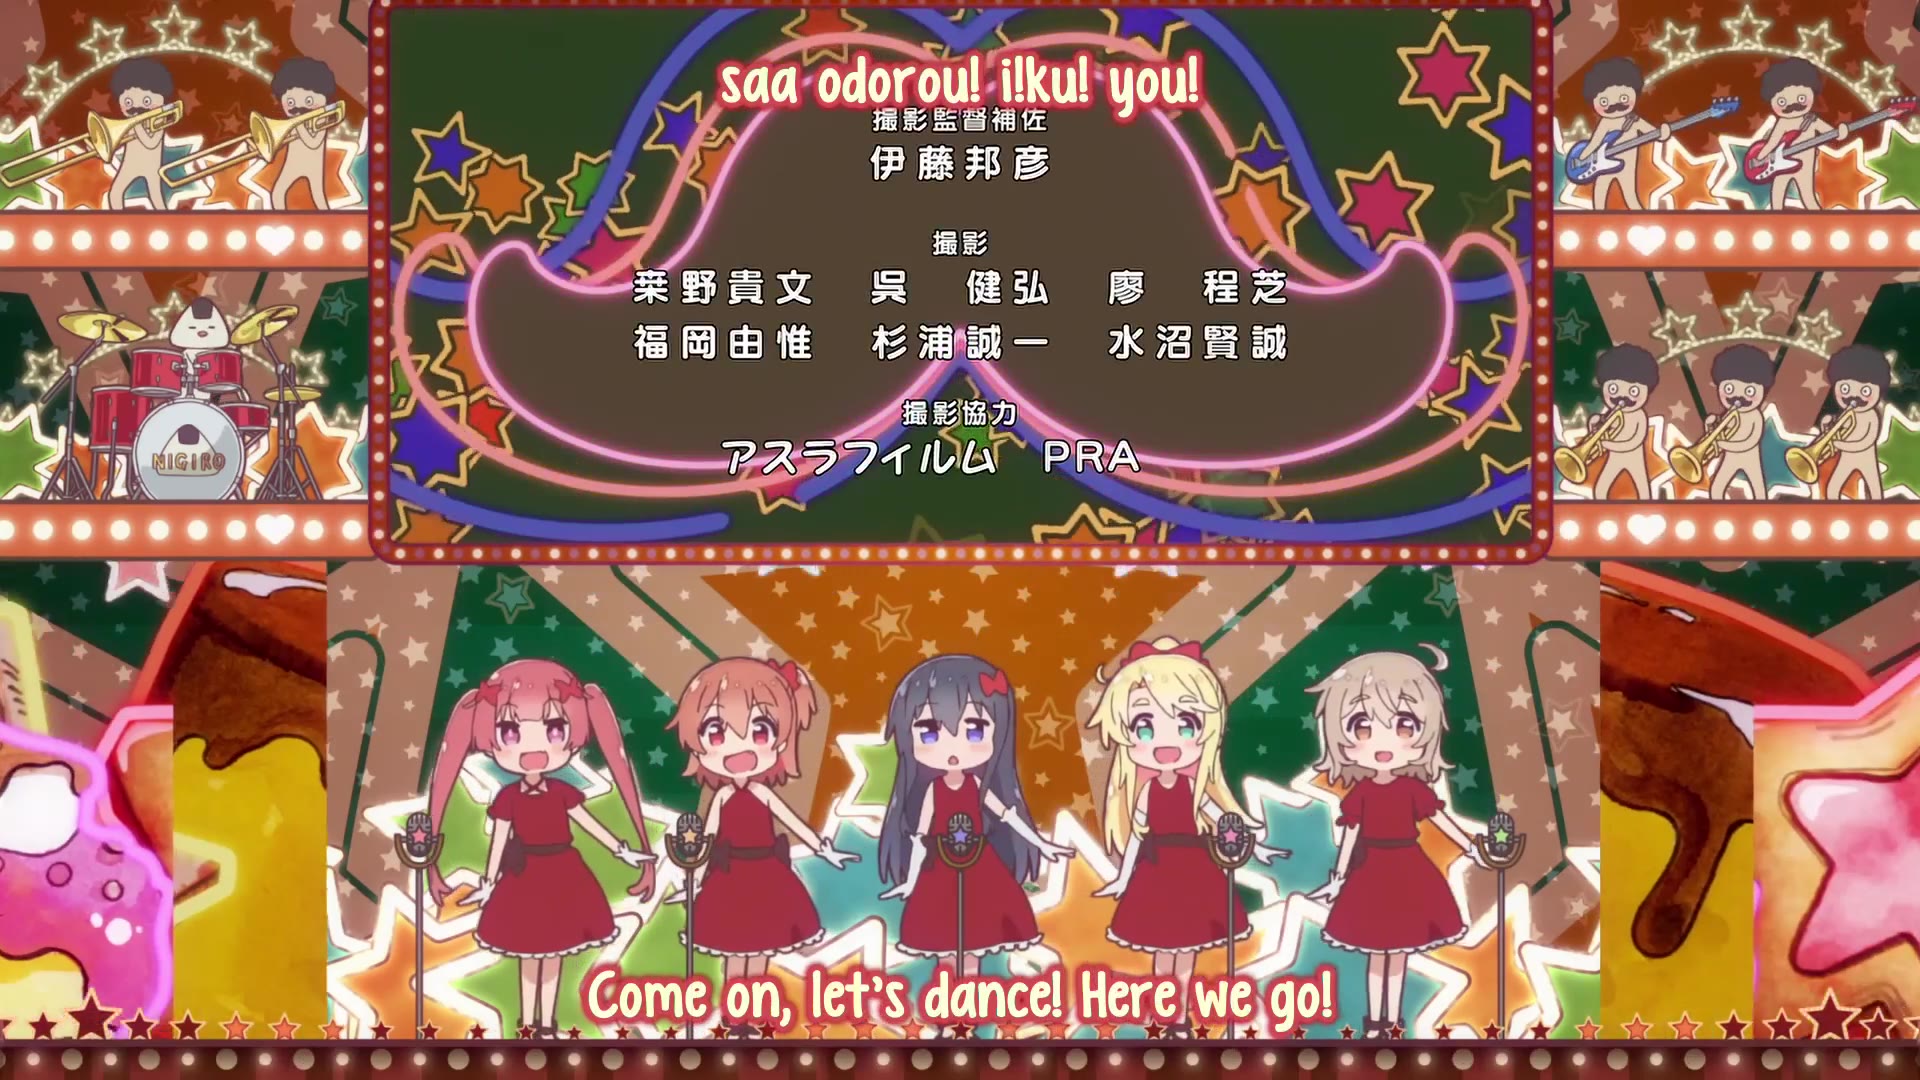 saa odorou! i!ku! you!
撮影監督補佐
伊藤邦彦
撮影
桒野貴文 呉 健弘 廖 程芝
福岡由惟 杉浦誠一 水沼賢誠
撮影協力
アスラフィルム PRA
NIGIRO
Come on, let's dance! Here we go!